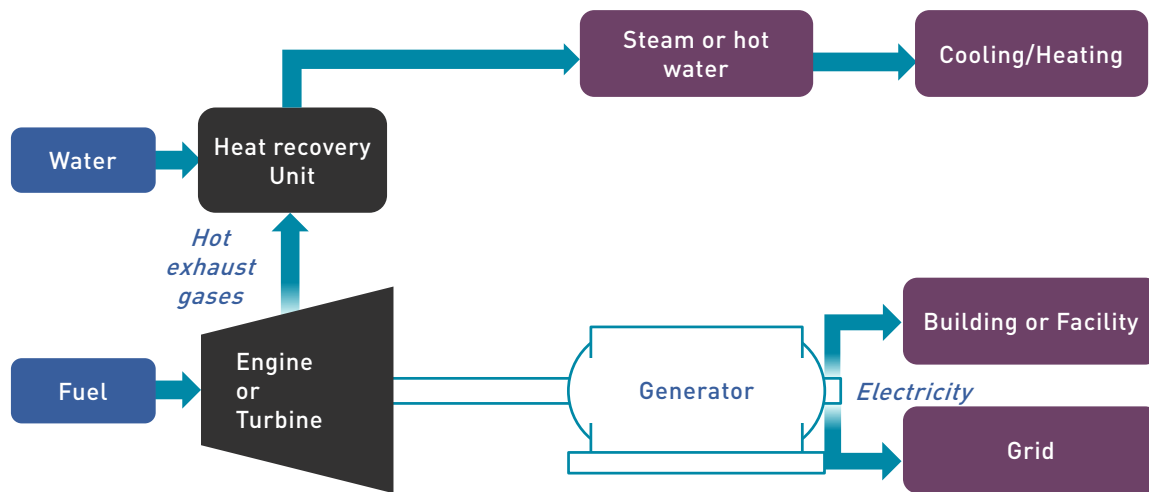 Steam or hot
water
Cooling/Heating
Water
Heat recovery
Unit
Hot
exhaust
gases
Building or Facility
Fuel
Engine
or
Turbine
Generator
Electricity
Grid